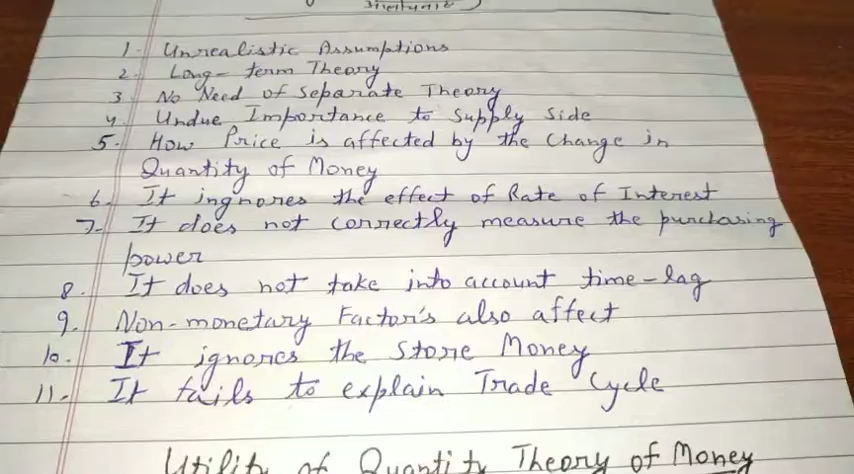 1. Unrealistic Assumptions
2. Long-term Theory
3. No Need of Separate Theory
4. Undue Importance to Supply Side
5. How Price is affected by the Change in
Quantity of Money
6. It ingnores the effect of Rate of Interest
7. It does not correctly measure the purchasing
power
8. It does not take into account time-lag
9. Non-monetary Factor's also affect
10. It ignores the Store Money
11. It fails to explain Trade Cycle
Utility of Quantity Theory of Money